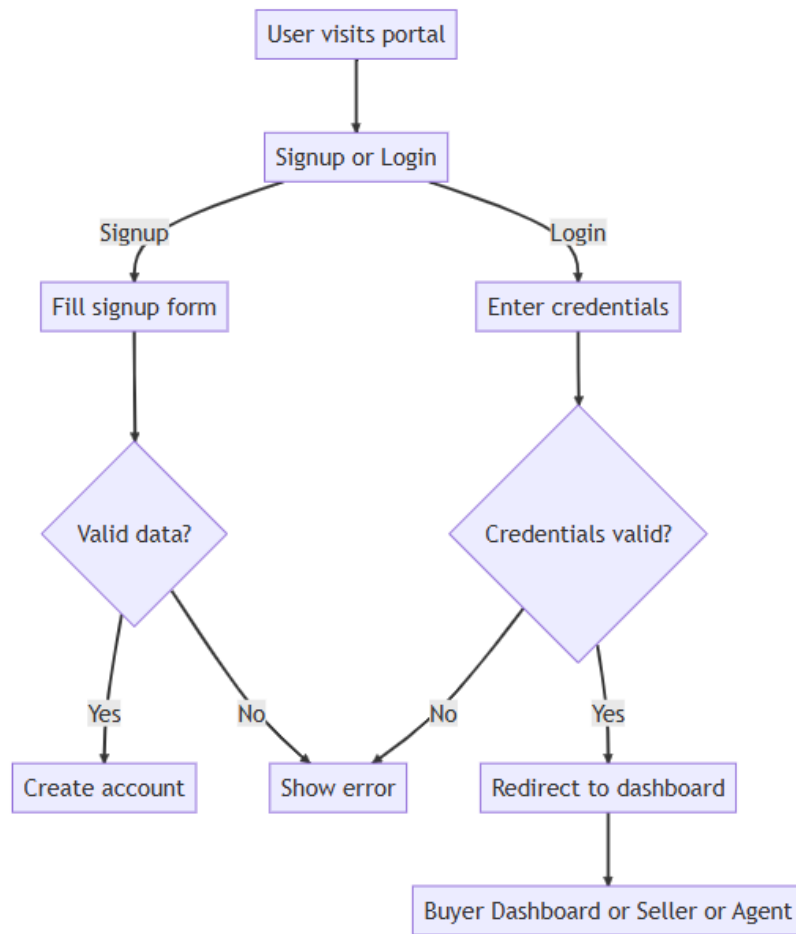 User visits portal
Signup or Login
Signup
Login
Fill signup form
Enter credentials
Valid data?
Credentials valid?
Yes
No
No
Yes
Create account
Show error
Redirect to dashboard
Buyer Dashboard or Seller or Agent